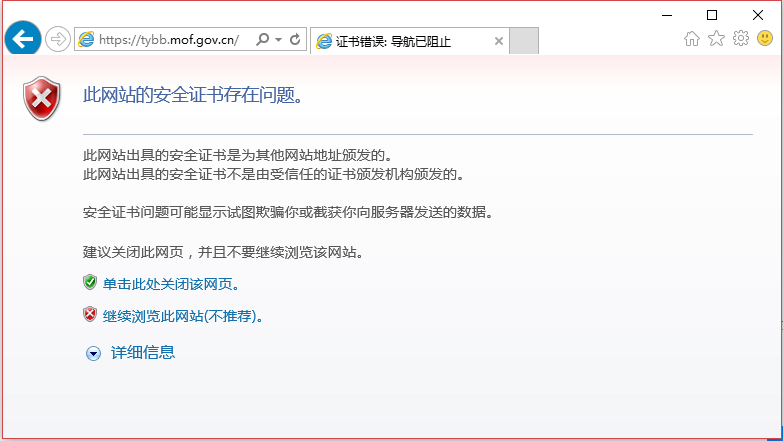 https://tybb.mof.gov.cn/
证书错误: 导航已阻止
此网站的安全证书存在问题。
此网站出具的安全证书是为其他网站地址颁发的。
此网站出具的安全证书不是由受信任的证书颁发机构颁发的。
安全证书问题可能显示试图欺骗你或截获你向服务器发送的数据。
建议关闭此网页，并且不要继续浏览该网站。
单击此处关闭该网页。
继续浏览此网站(不推荐)。
详细信息